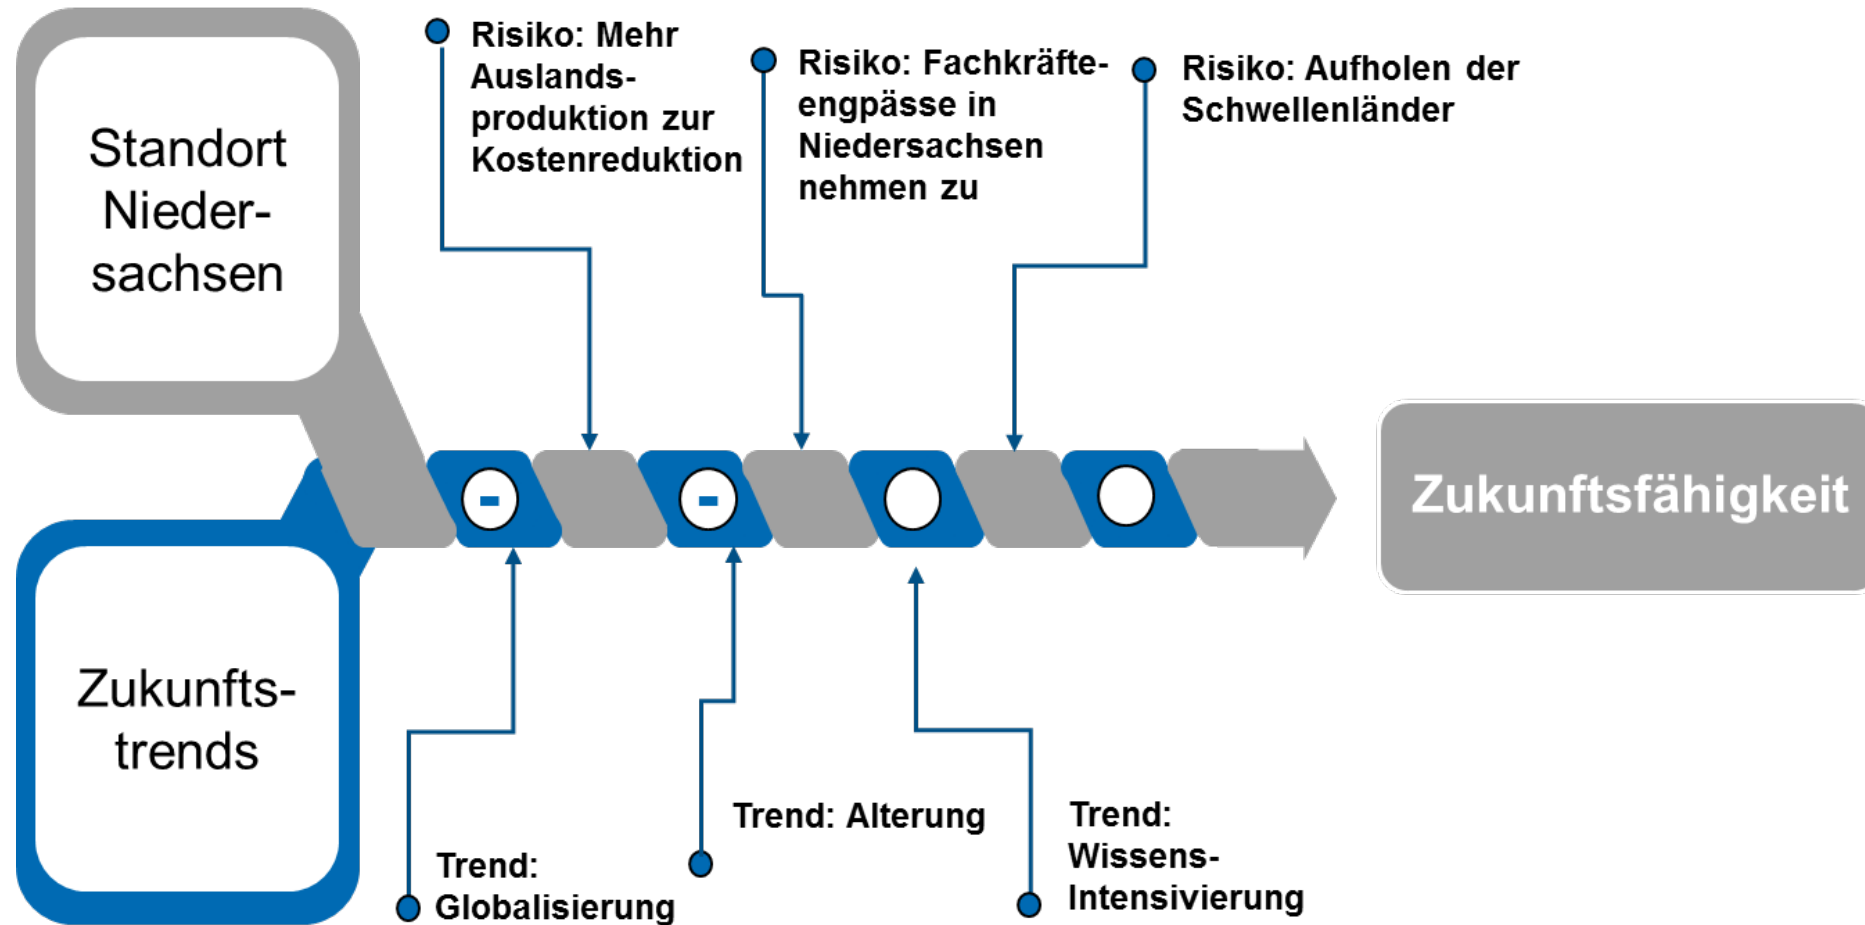 Standort
Nieder-
sachsen
Risiko: Mehr
Auslands-
produktion zur
Kostenreduktion
Risiko: Fachkräfte-
engpässe in
Niedersachsen
nehmen zu
Risiko: Aufholen der
Schwellenländer
-
-
Zukunftsfähigkeit
Zukunfts-
trends
Trend:
Globalisierung
Trend: Alterung
Trend:
Wissens-
Intensivierung